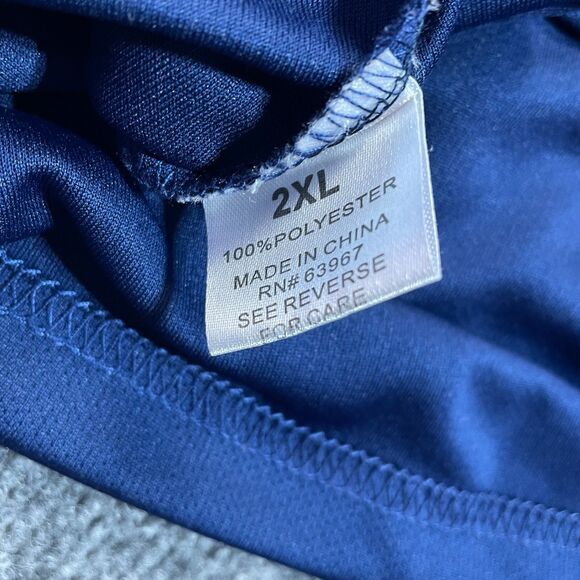 2XL
100%POLYESTER
MADE IN CHINA
RN# 63967
SEE REVERSE
FOR CARE